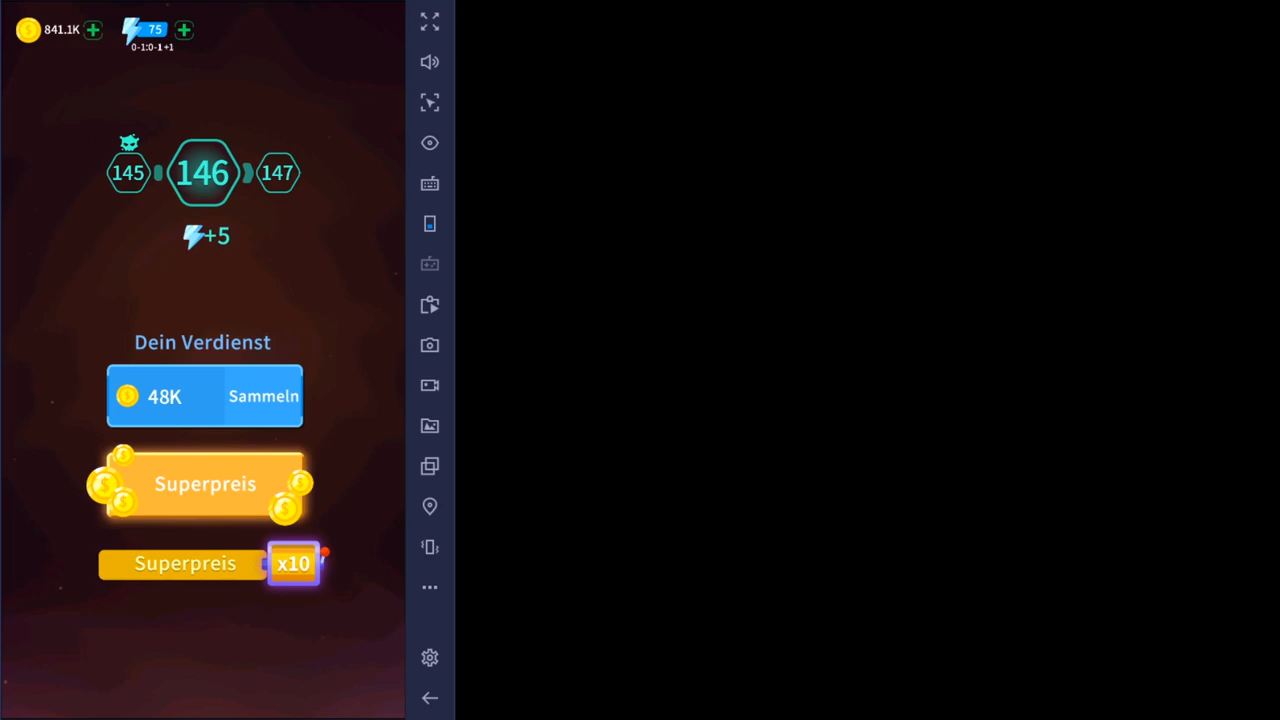 841.1K
75
0-1:0-1 +1
145 146 147
+5
Dein Verdienst
48K Sammeln
Superpreis
Superpreis x10